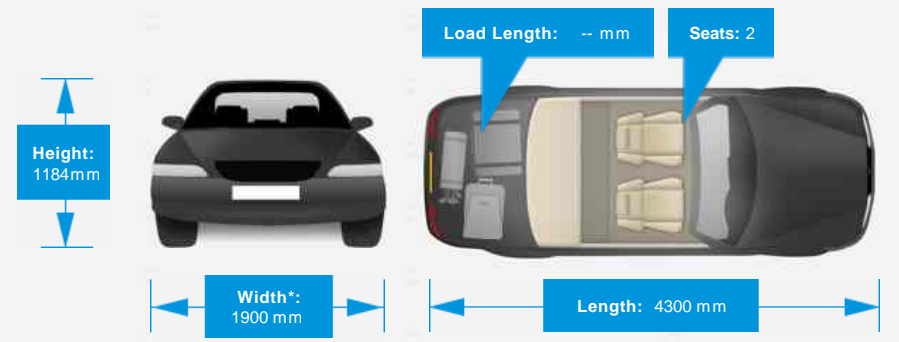 Load Length: -- mm
Seats: 2
Height:
1184mm
Width*:
1900 mm
Length: 4300 mm